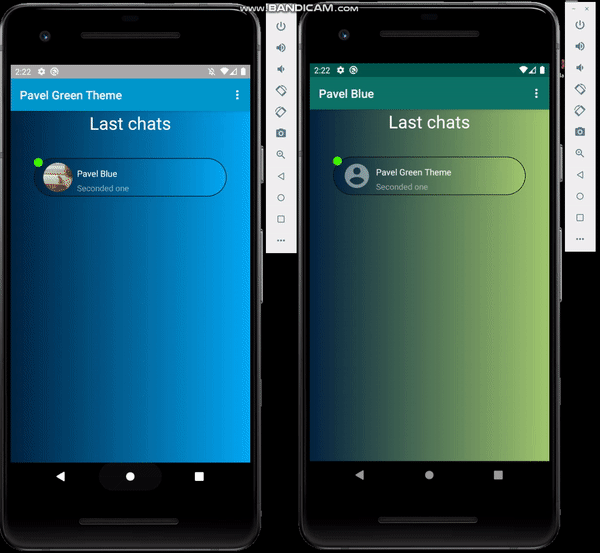 www.BANDICAM.com
2:22
Pavel Green Theme
Last chats
Pavel Blue
Seconded one
2:22
Pavel Blue
Last chats
Pavel Green Theme
Seconded one